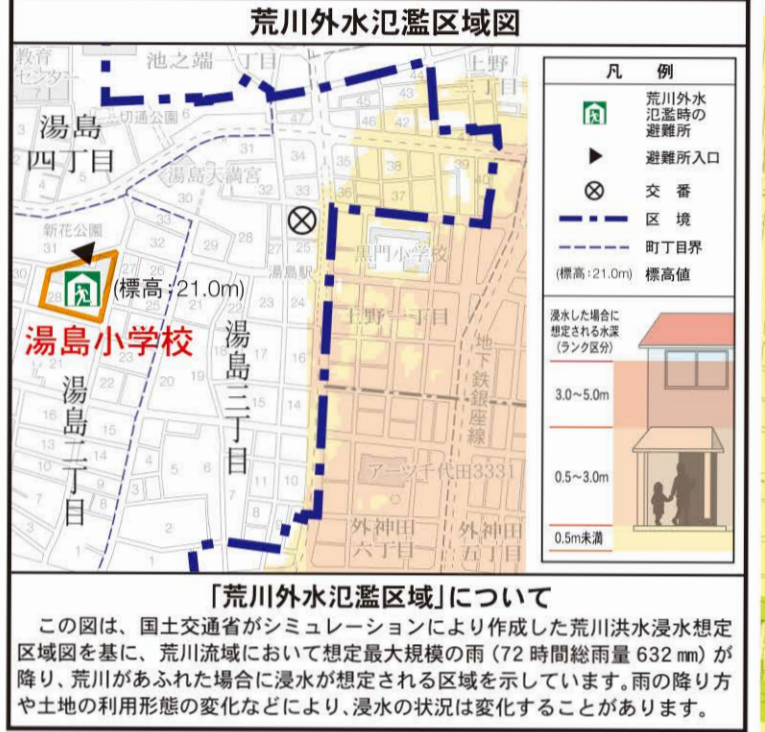 荒川外水氾濫区域図
教育
センター
71
池之端一丁目
上野
二丁目
切通公園
湯島
四丁目
湯島天満宮
新花公園
黒門小学校
湯島駅
(標高:21.0m)
湯島小学校
上野一丁目
湯島三丁目
湯島二丁目
地下鉄銀座線
アーツ千代田3331
外神田
六丁目
外神田
五丁目
凡 例
荒川外水
氾濫時の
避難所
避難所入口
交 番
区 境
町丁目界
(標高:21.0m) 標高値
浸水した場合に
想定される水深
(ランク区分)
3.0~5.0m
0.5~3.0m
0.5m未満
「荒川外水氾濫区域」について
この図は、国土交通省がシミュレーションにより作成した荒川洪水浸水想定
区域図を基に、荒川流域において想定最大規模の雨(72時間総雨量632㎜)が
降り、荒川があふれた場合に浸水が想定される区域を示しています。雨の降り方
や土地の利用形態の変化などにより、浸水の状況は変化することがあります。